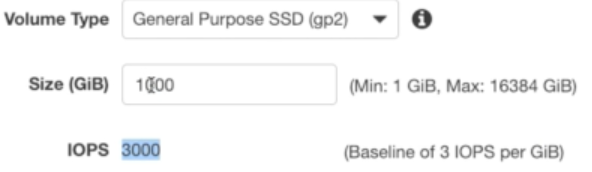 Volume Type General Purpose SSD (gp2)
Size (GiB) 1000 (Min: 1 GiB, Max: 16384 GiB)
IOPS 3000 (Baseline of 3 IOPS per GiB)